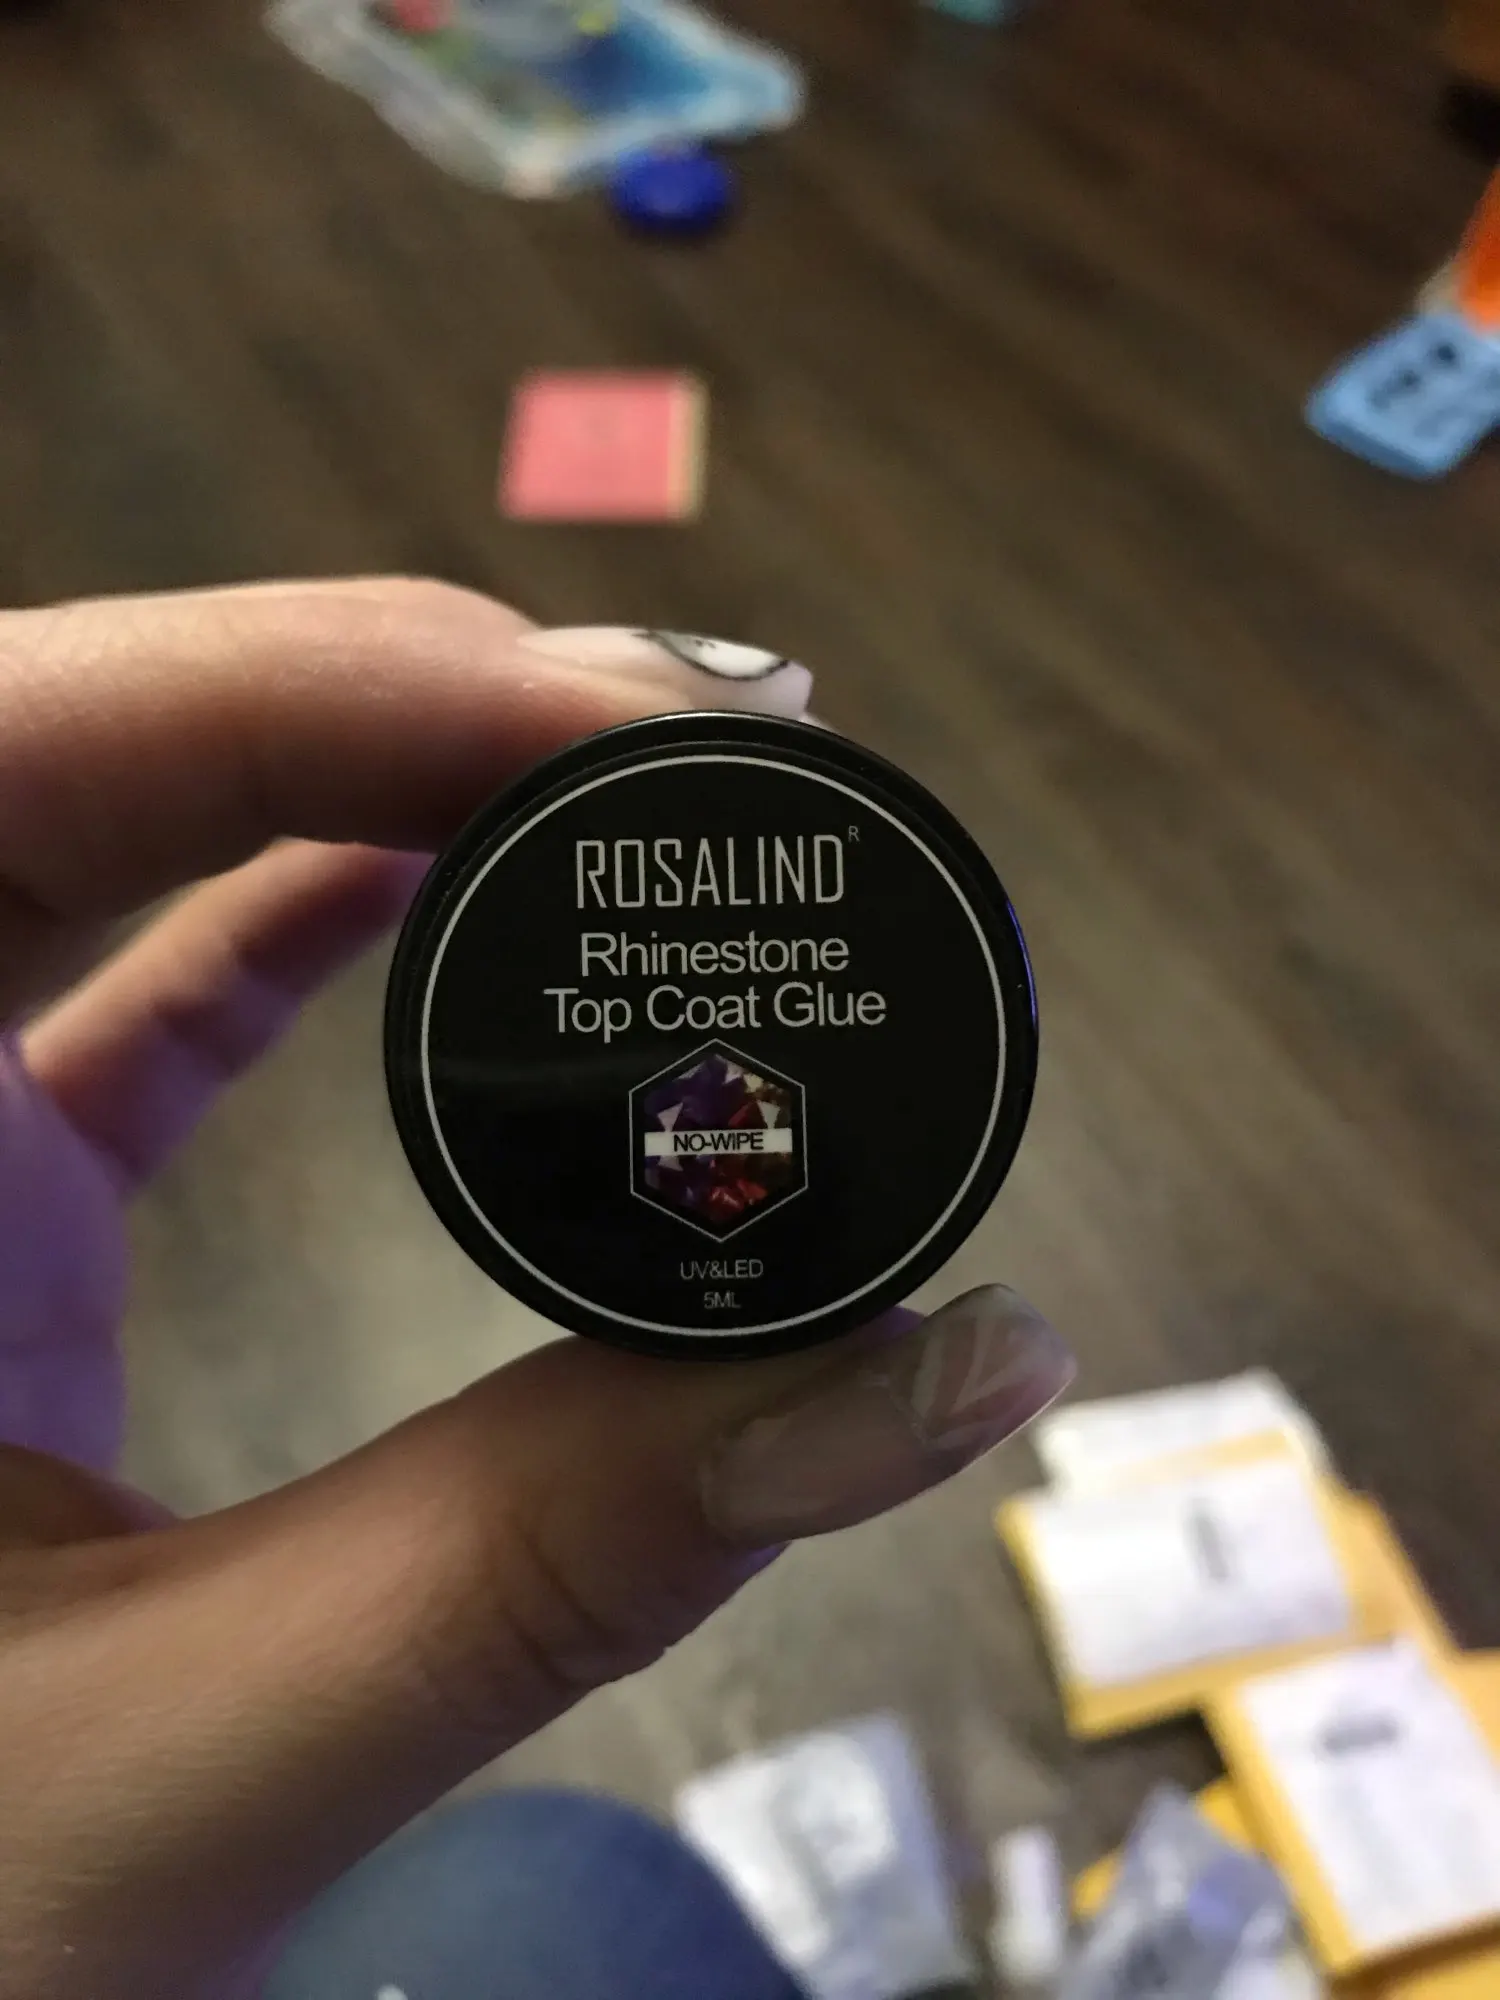 ROSALIND R
Rhinestone
Top Coat Glue
NO-WIPE
UV&LED
5ML